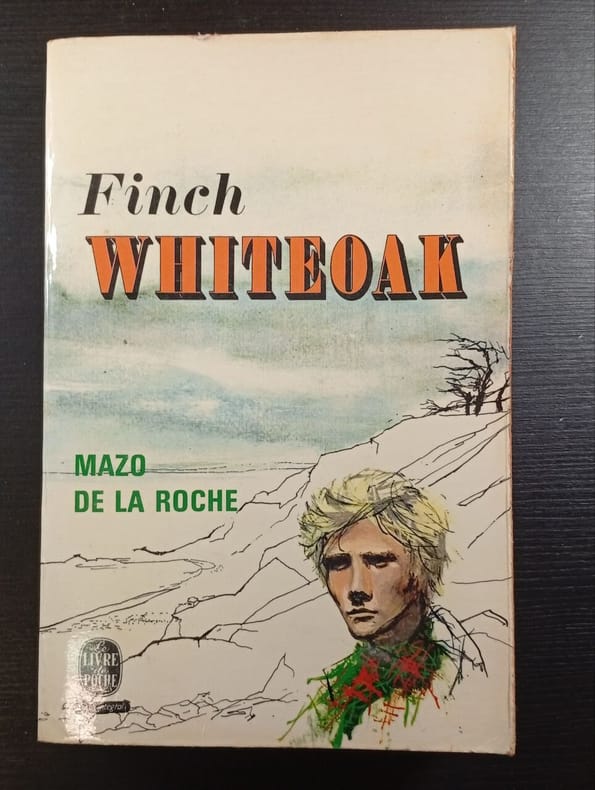 Finch
WHITEOAK
MAZO
DE LA ROCHE
Le
LIVRE
de
POCHE